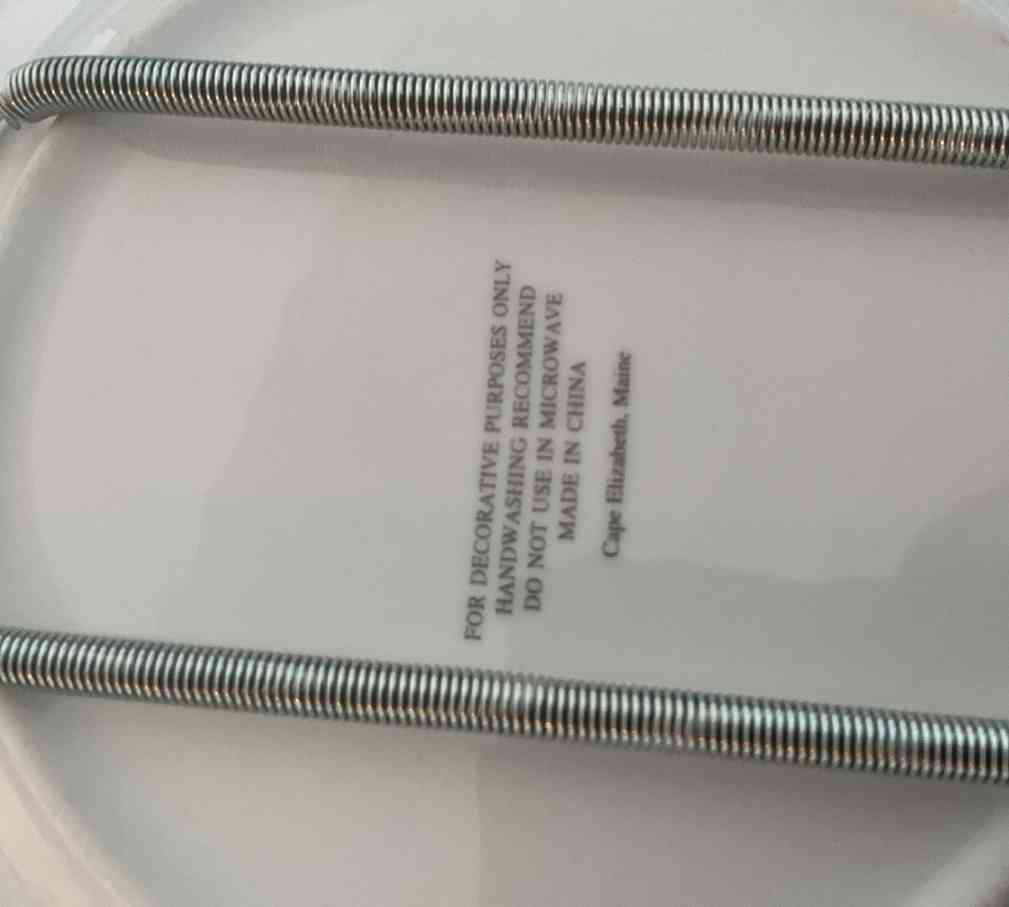 FOR DECORATIVE PURPOSES ONLY
HANDWASHING RECOMMEND
DO NOT USE IN MICROWAVE
MADE IN CHINA
Cape Elizabeth, Maine